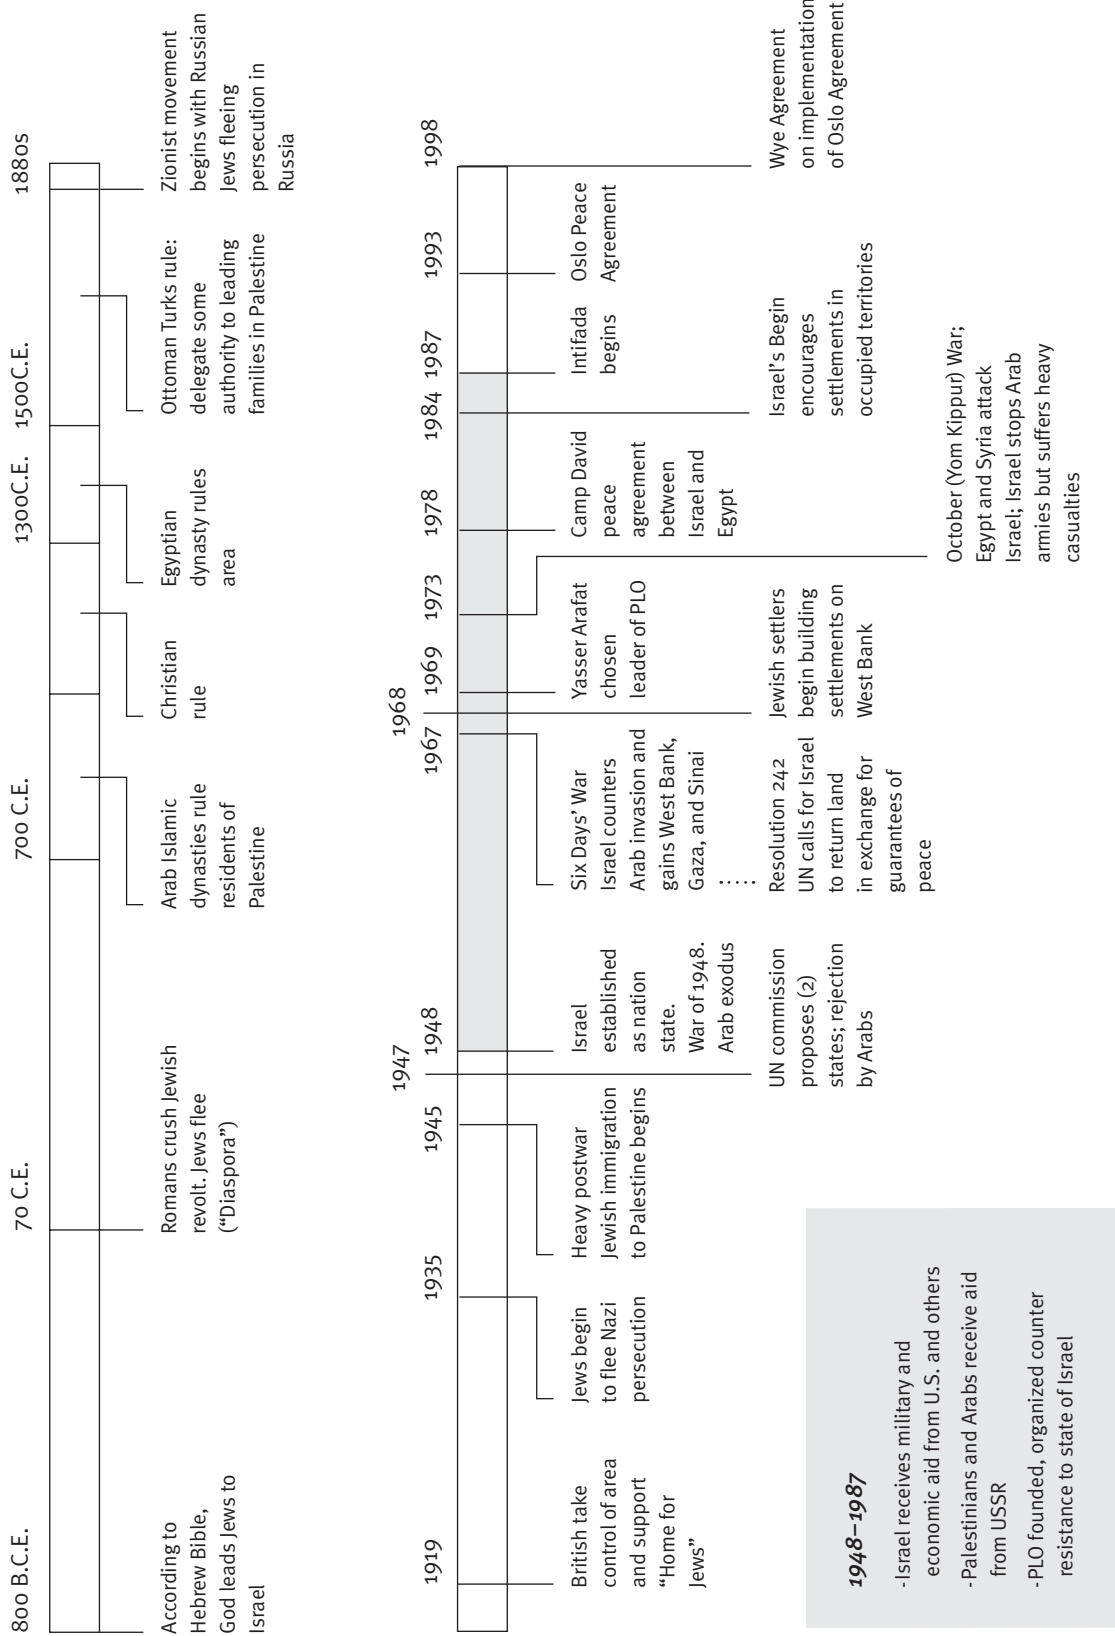 800 B.C.E.
70 C.E.
700 C.E.
1300C.E.
1500C.E.
1880s
According to
Hebrew Bible,
God leads Jews to
Israel
Romans crush Jewish
revolt. Jews flee
(“Diaspora”)
Arab Islamic
dynasties rule
residents of
Palestine
Christian
rule
Egyptian
dynasty rules
area
Ottoman Turks rule:
delegate some
authority to leading
families in Palestine
Zionist movement
begins with Russian
Jews fleeing
persecution in
Russia
1919
1935
1945
1947
1948
1967
1968
1969
1973
1978
1984
1987
1993
1998
British take
control of area
and support
“Home for
Jews”
Jews begin
to flee Nazi
persecution
Heavy postwar
Jewish immigration
to Palestine begins
UN commission
proposes (2)
states; rejection
by Arabs
Israel
established
as nation
state.
War of 1948.
Arab exodus
Six Days’ War
Israel counters
Arab invasion and
gains West Bank,
Gaza, and Sinai
Resolution 242
UN calls for Israel
to return land
in exchange for
guarantees of
peace
Jewish settlers
begin building
settlements on
West Bank
Yasser Arafat
chosen
leader of PLO
October (Yom Kippur) War;
Egypt and Syria attack
Israel; Israel stops Arab
armies but suffers heavy
casualties
Camp David
peace
agreement
between
Israel and
Egypt
Israel’s Begin
encourages
settlements in
occupied territories
Intifada
begins
Oslo Peace
Agreement
Wye Agreement
on implementation
of Oslo Agreement
1948–1987
- Israel receives military and
economic aid from U.S. and others
- Palestinians and Arabs receive aid
from USSR
- PLO founded, organized counter
resistance to state of Israel